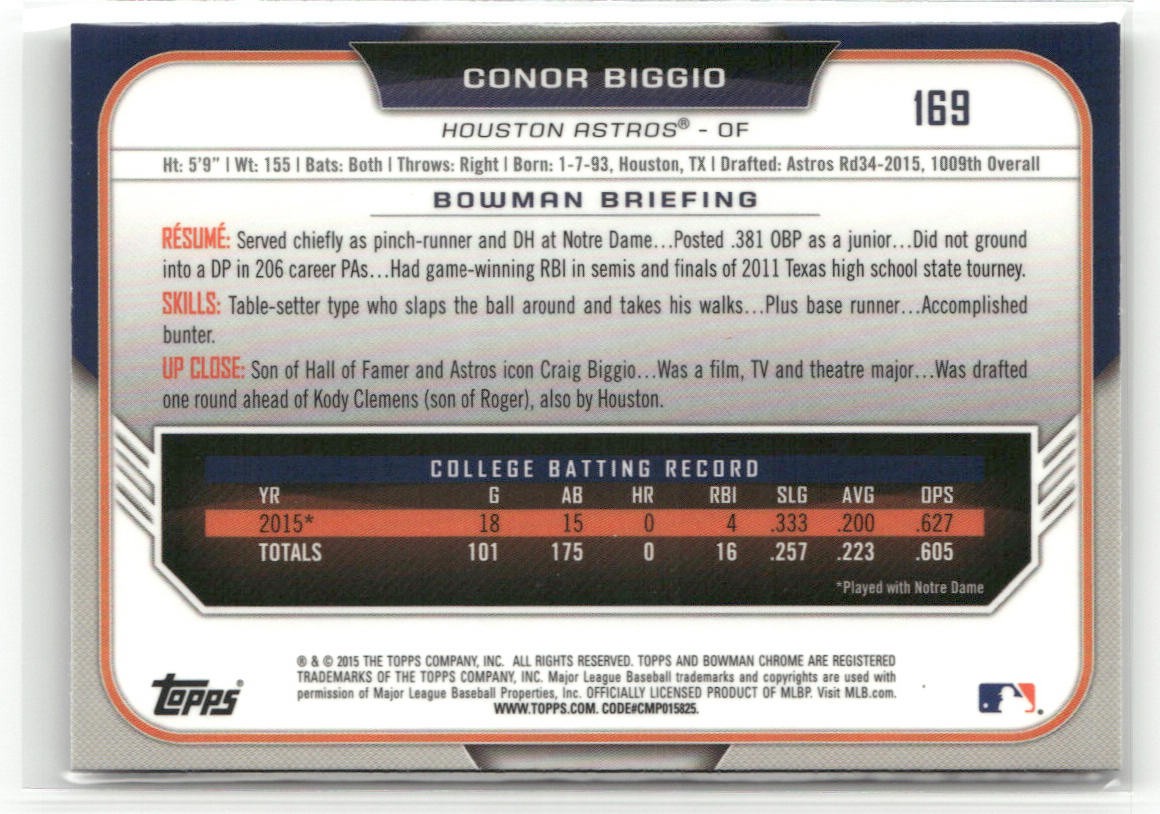 CONOR BIGGIO
169
HOUSTON ASTROS® - OF
Ht: 5'9" | Wt: 155 | Bats: Both | Throws: Right | Born: 1-7-93, Houston, TX | Drafted: Astros Rd34-2015, 1009th Overall
BOWMAN BRIEFING
RÉSUMÉ: Served chiefly as pinch-runner and DH at Notre Dame...Posted .381 OBP as a junior...Did not ground
into a DP in 206 career PAs...Had game-winning RBI in semis and finals of 2011 Texas high school state tourney.
SKILLS: Table-setter type who slaps the ball around and takes his walks...Plus base runner...Accomplished
bunter.
UP CLOSE: Son of Hall of Famer and Astros icon Craig Biggio...Was a film, TV and theatre major...Was drafted
one round ahead of Kody Clemens (son of Roger), also by Houston.
COLLEGE BATTING RECORD
YR G AB HR RBI SLG AVG OPS
2015* 18 15 0 4 .333 .200 .627
TOTALS 101 175 0 16 .257 .223 .605
*Played with Notre Dame
® & © 2015 THE TOPPS COMPANY, INC. ALL RIGHTS RESERVED. TOPPS AND BOWMAN CHROME ARE REGISTERED
TRADEMARKS OF THE TOPPS COMPANY, INC. Major League Baseball trademarks and copyrights are used with
permission of Major League Baseball Properties, Inc. OFFICIALLY LICENSED PRODUCT OF MLBP. Visit MLB.com.
WWW.TOPPS.COM. CODE#CMP015825.
topps®